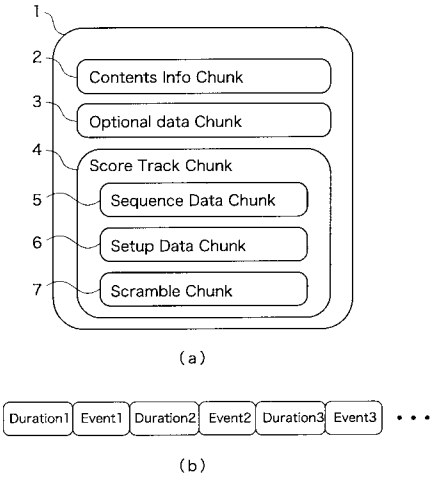 1
2
Contents Info Chunk
3
Optional data Chunk
4
Score Track Chunk
5
Sequence Data Chunk
6
Setup Data Chunk
7
Scramble Chunk
(a)
Duration1 Event1 Duration2 Event2 Duration3 Event3 • • •
(b)